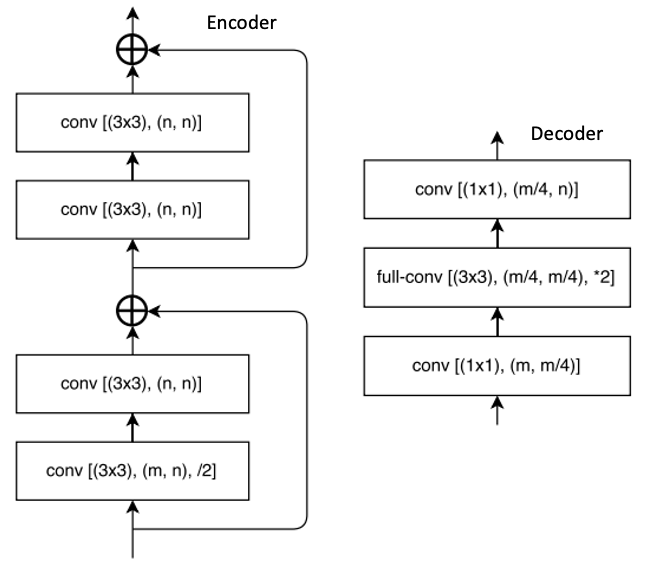 Encoder
conv [(3x3), (n, n)]
conv [(3x3), (n, n)]
conv [(3x3), (n, n)]
conv [(3x3), (m, n), /2]
Decoder
conv [(1x1), (m/4, n)]
full-conv [(3x3), (m/4, m/4), *2]
conv [(1x1), (m, m/4)]